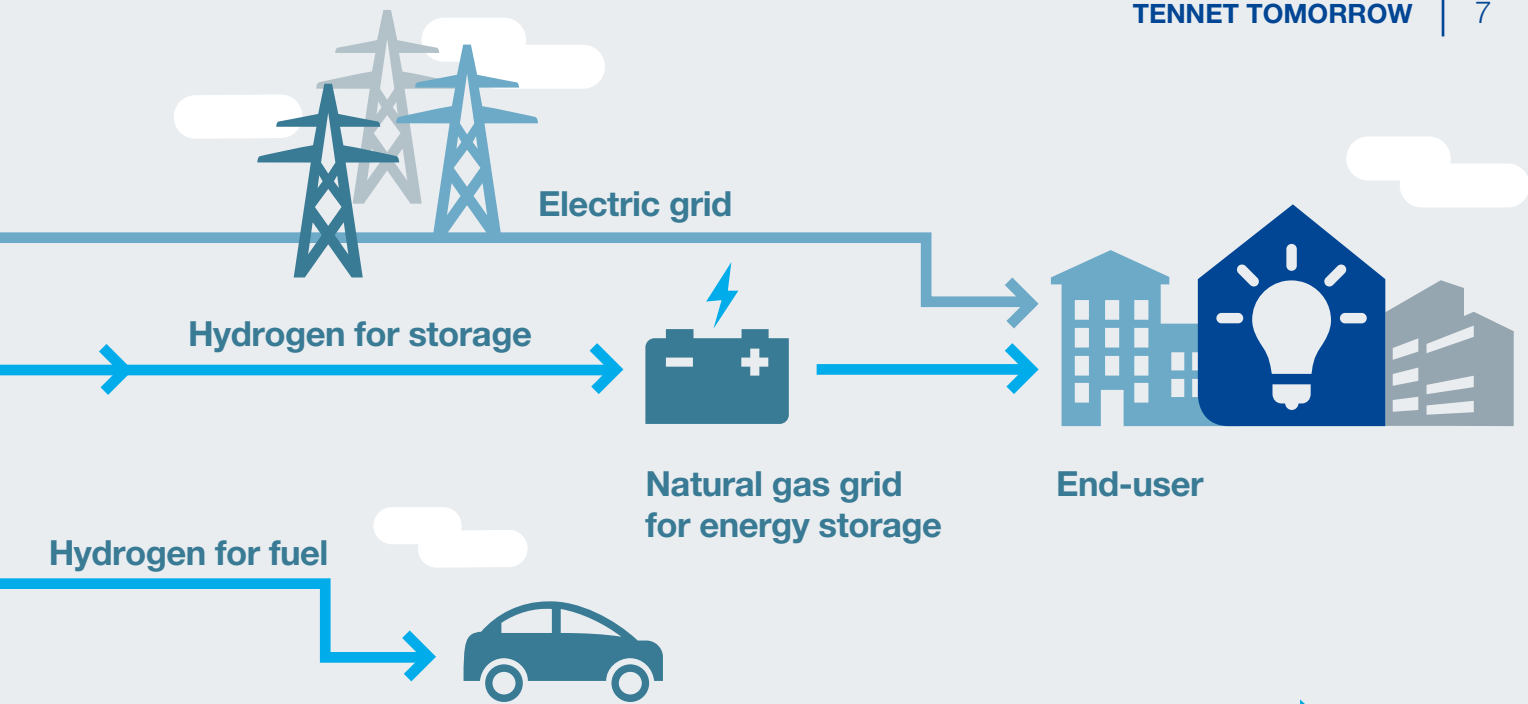 TENNET TOMORROW | 7
Electric grid
Hydrogen for storage
Natural gas grid
for energy storage
End-user
Hydrogen for fuel